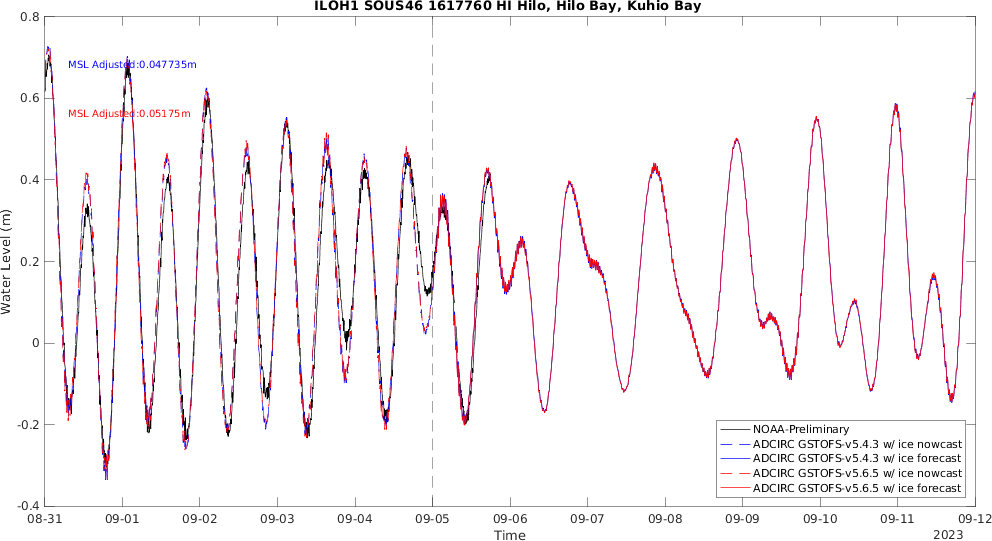 ILOH1 SOUS46 1617760 HI Hilo, Hilo Bay, Kuhio Bay
0.8
0.6
0.4
0.2
0
-0.2
-0.4
Water Level (m)
MSL Adjusted:0.047735m
MSL Adjusted:0.05175m
NOAA-Preliminary
ADCIRC GSTOFS-v5.4.3 w/ ice nowcast
ADCIRC GSTOFS-v5.4.3 w/ ice forecast
ADCIRC GSTOFS-v5.6.5 w/ ice nowcast
ADCIRC GSTOFS-v5.6.5 w/ ice forecast
08-31 09-01 09-02 09-03 09-04 09-05 09-06 09-07 09-08 09-09 09-10 09-11 09-12
Time
2023